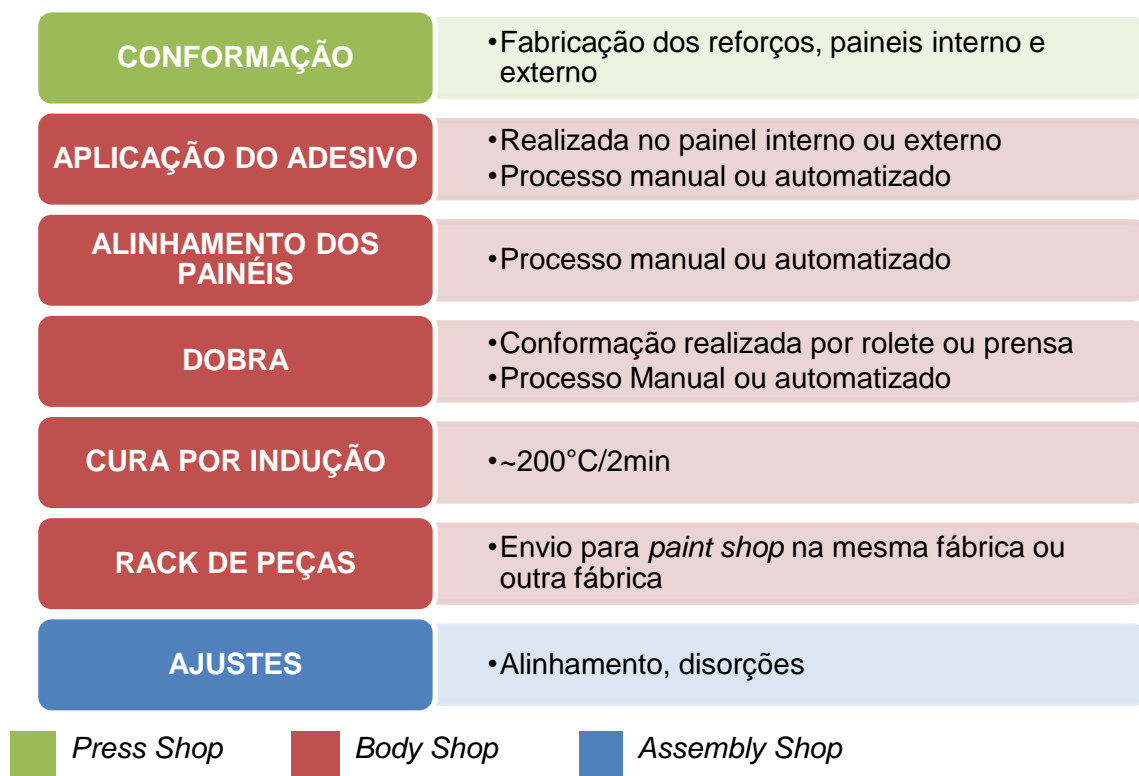 CONFORMAÇÃO
•Fabricação dos reforços, paineis interno e
externo
APLICAÇÃO DO ADESIVO
•Realizada no painel interno ou externo
•Processo manual ou automatizado
ALINHAMENTO DOS
PAINÉIS
•Processo manual ou automatizado
DOBRA
•Conformação realizada por rolete ou prensa
•Processo Manual ou automatizado
CURA POR INDUÇÃO
•~200°C/2min
RACK DE PEÇAS
•Envio para paint shop na mesma fábrica ou
outra fábrica
AJUSTES
•Alinhamento, disorções
Press Shop
Body Shop
Assembly Shop